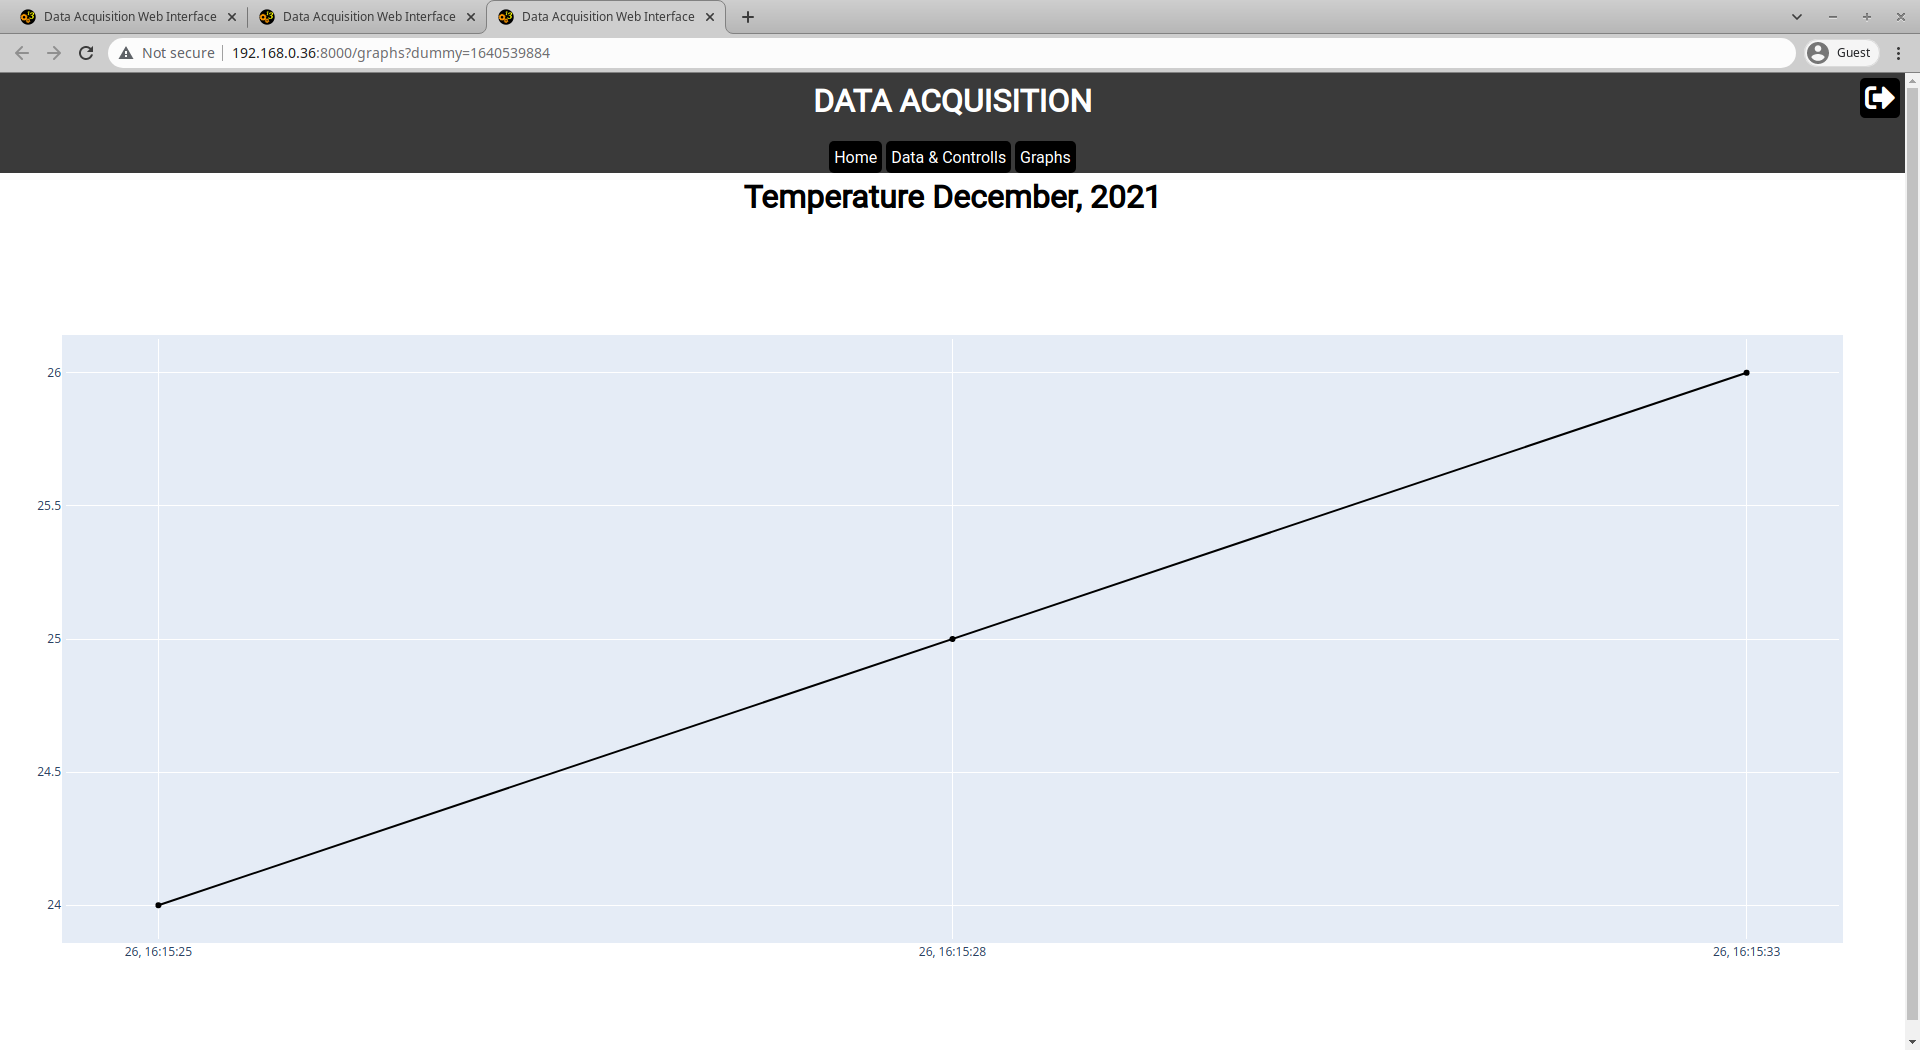 Data Acquisition Web Interface Data Acquisition Web Interface Data Acquisition Web Interface
Not secure 192.168.0.36:8000/graphs?dummy=1640539884 Guest
DATA ACQUISITION
Home Data & Controlls Graphs
Temperature December, 2021
26
25.5
25
24.5
24
26, 16:15:25 26, 16:15:28 26, 16:15:33